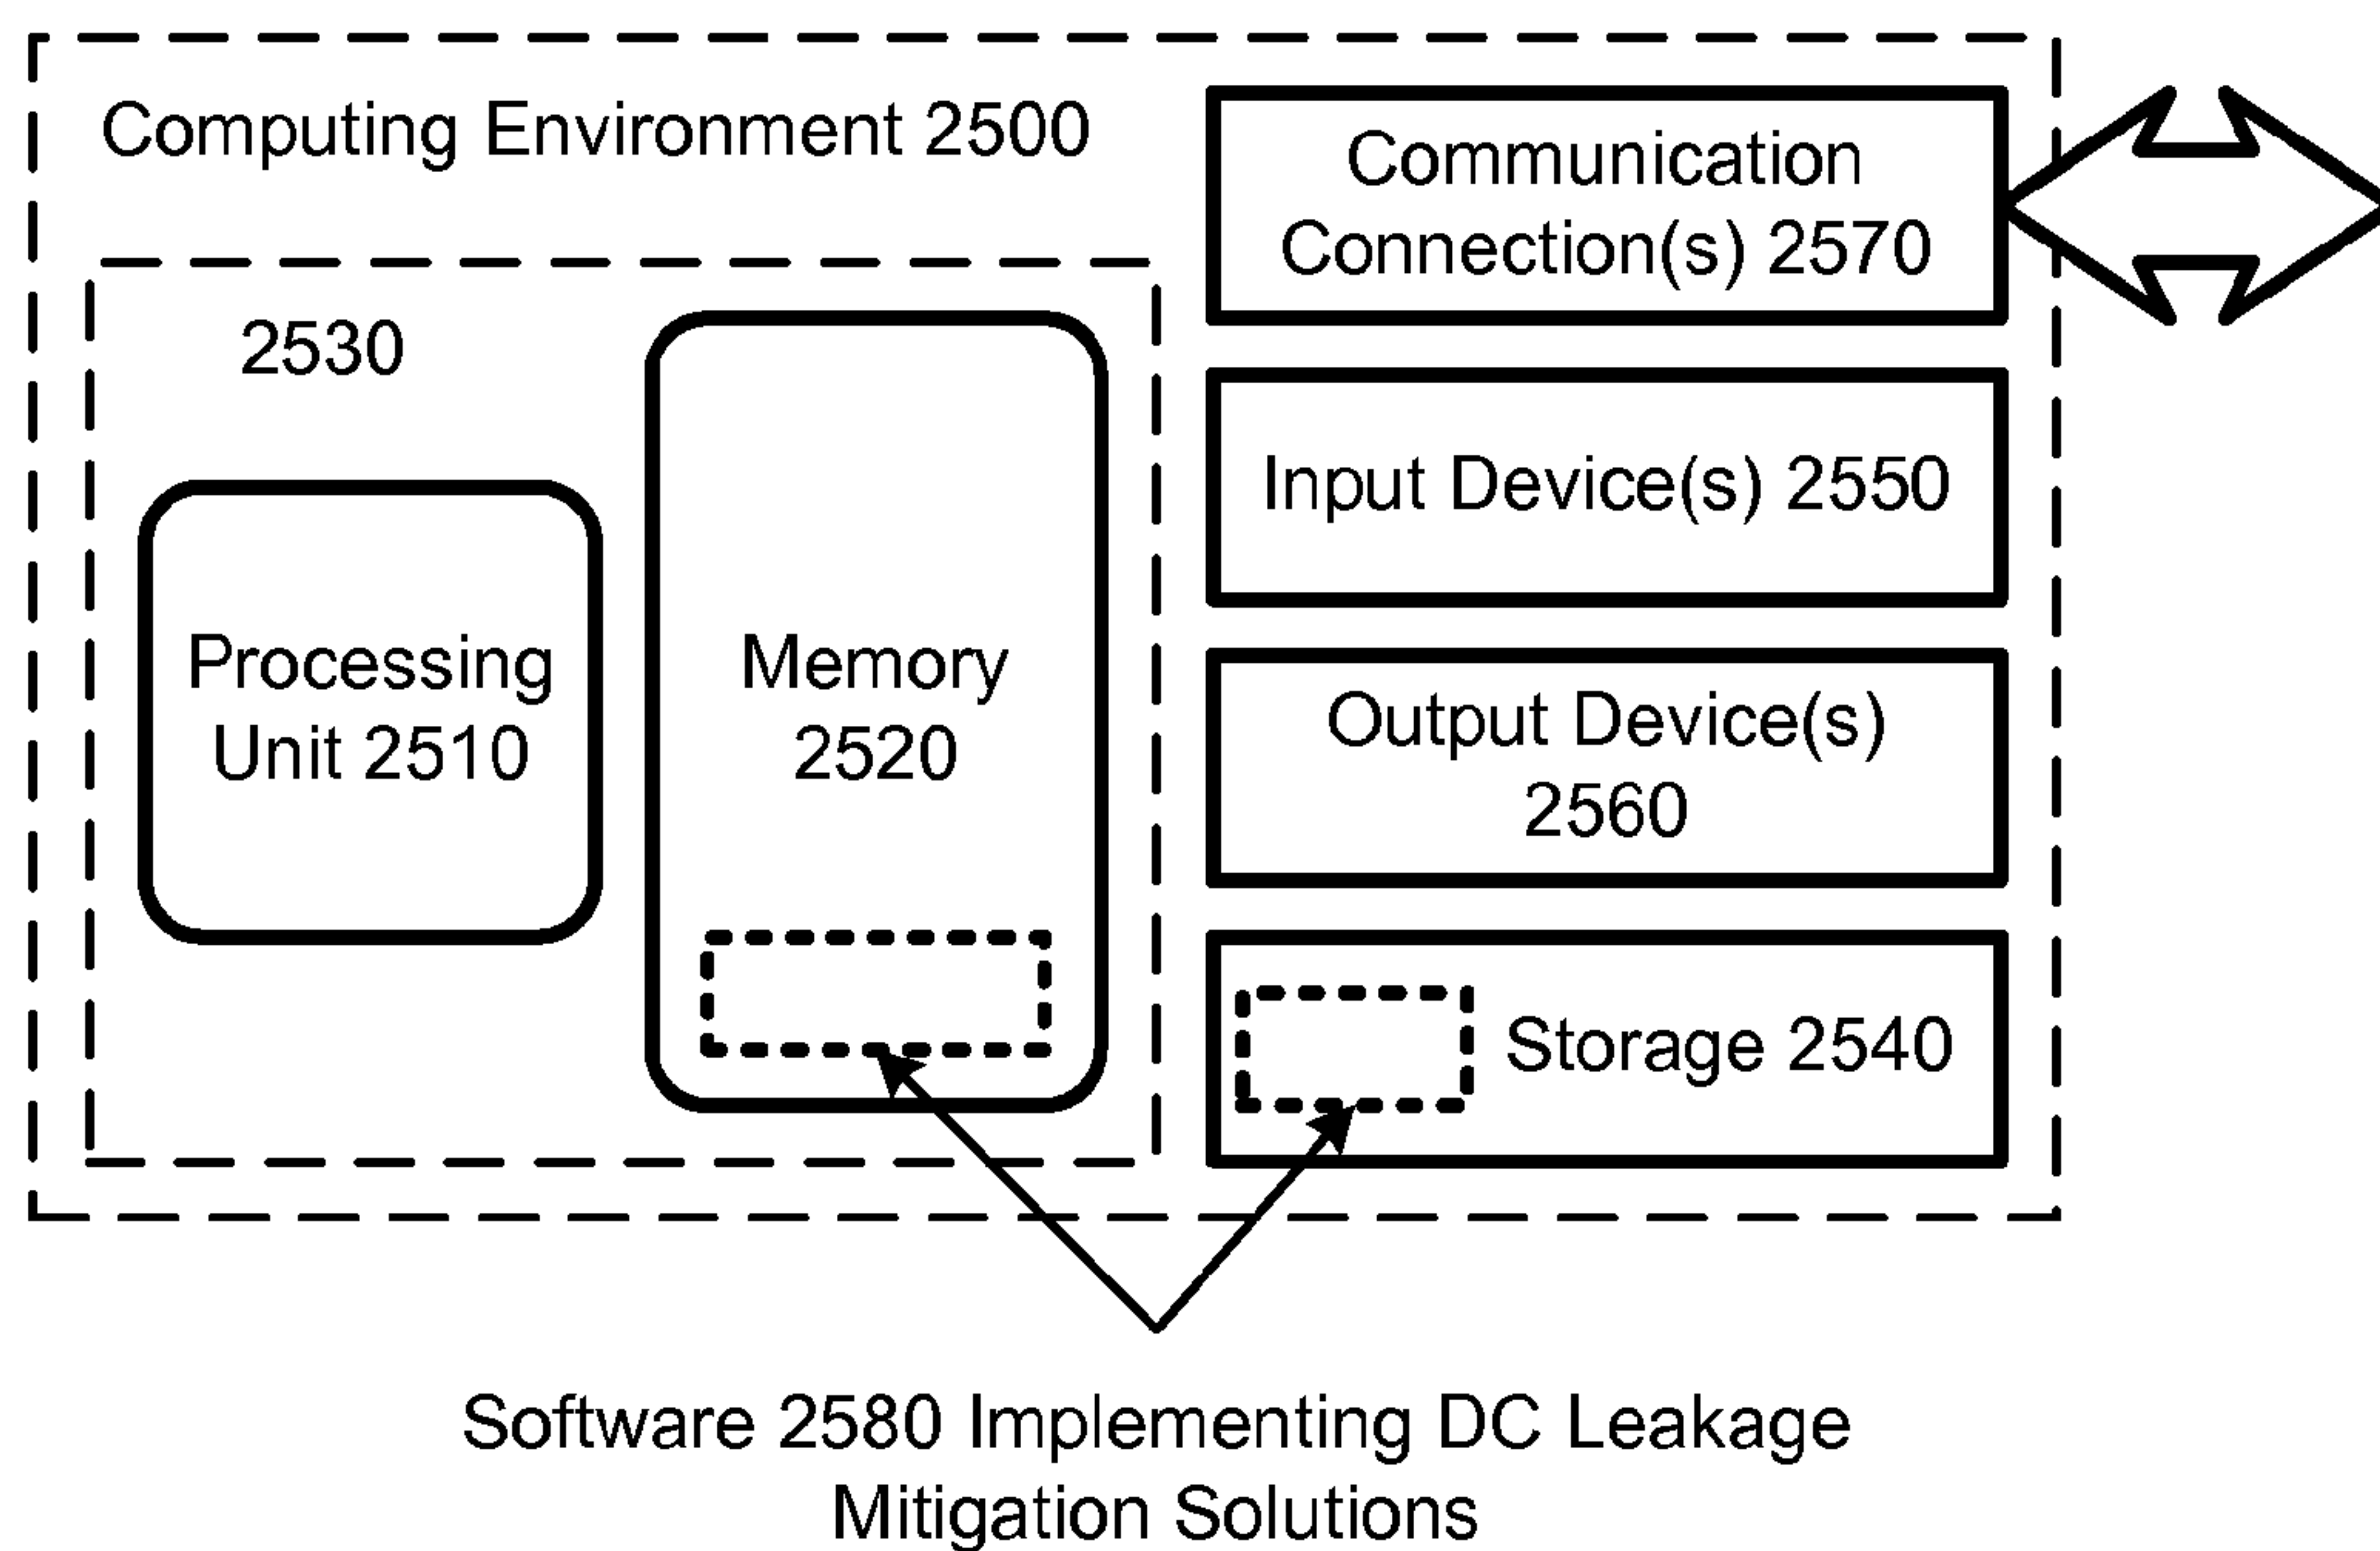 Computing Environment 2500
Communication
Connection(s) 2570
2530
Input Device(s) 2550
Processing
Unit 2510
Memory
2520
Output Device(s)
2560
Storage 2540
Software 2580 Implementing DC Leakage
Mitigation Solutions